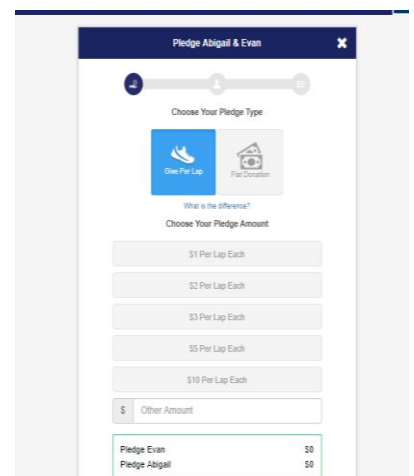 Pledge Abigail & Evan
Choose Your Pledge Type
Give Per Lap Flat Donation
What is the difference?
Choose Your Pledge Amount
$1 Per Lap Each
$2 Per Lap Each
$3 Per Lap Each
$5 Per Lap Each
$10 Per Lap Each
$ Other Amount
Pledge Evan $0
Pledge Abigail $0